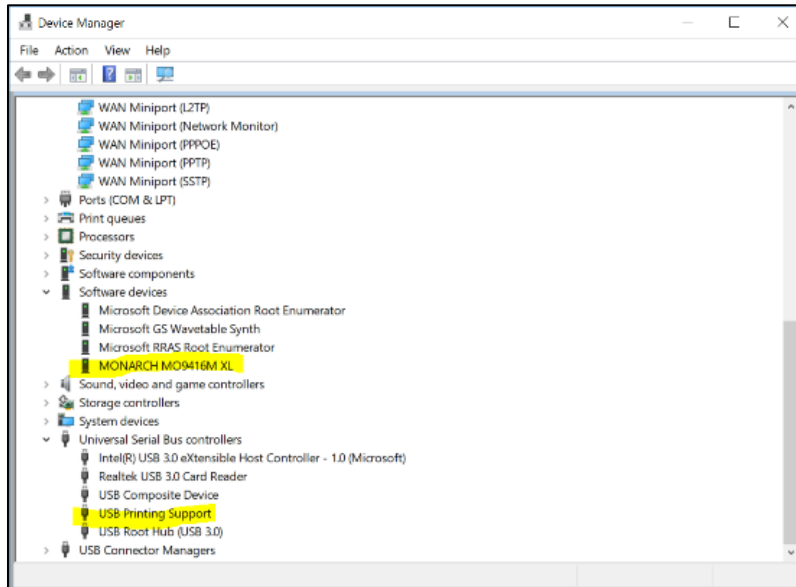 Device Manager
File Action View Help
WAN Miniport (L2TP)
WAN Miniport (Network Monitor)
WAN Miniport (PPPOE)
WAN Miniport (PPTP)
WAN Miniport (SSTP)
Ports (COM & LPT)
Print queues
Processors
Security devices
Software components
Software devices
Microsoft Device Association Root Enumerator
Microsoft GS Wavetable Synth
Microsoft RRAS Root Enumerator
MONARCH MO9416M XL
Sound, video and game controllers
Storage controllers
System devices
Universal Serial Bus controllers
Intel(R) USB 3.0 eXtensible Host Controller - 1.0 (Microsoft)
Realtek USB 3.0 Card Reader
USB Composite Device
USB Printing Support
USB Root Hub (USB 3.0)
USB Connector Managers